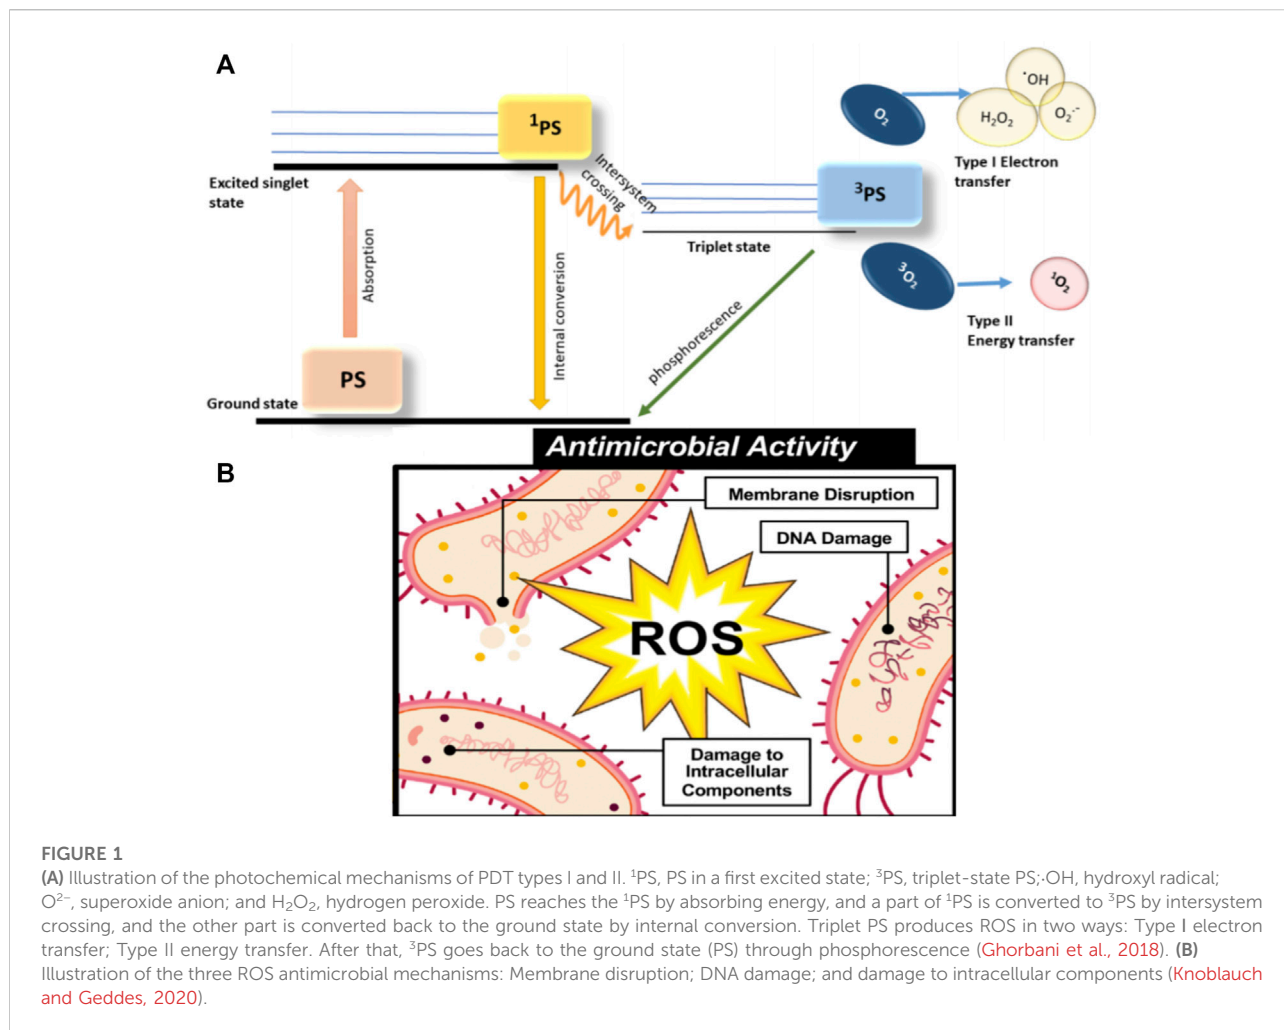 A
¹PS
Excited singlet
state
Absorption
PS
Ground state
Internal conversion
Intersystem
crossing
³PS
Triplet state
phosphorescence
O₂
·OH
H₂O₂
O₂·-
Type I Electron
transfer
³O₂
¹O₂
Type II
Energy transfer
B
Antimicrobial Activity
Membrane Disruption
DNA Damage
ROS
Damage to
Intracellular
Components
FIGURE 1
(A) Illustration of the photochemical mechanisms of PDT types I and II. ¹PS, PS in a first excited state; ³PS, triplet-state PS;·OH, hydroxyl radical;
O²⁻, superoxide anion; and H₂O₂, hydrogen peroxide. PS reaches the ¹PS by absorbing energy, and a part of ¹PS is converted to ³PS by intersystem
crossing, and the other part is converted back to the ground state by internal conversion. Triplet PS produces ROS in two ways: Type I electron
transfer; Type II energy transfer. After that, ³PS goes back to the ground state (PS) through phosphorescence (Ghorbani et al., 2018). (B)
Illustration of the three ROS antimicrobial mechanisms: Membrane disruption; DNA damage; and damage to intracellular components (Knoblauch
and Geddes, 2020).